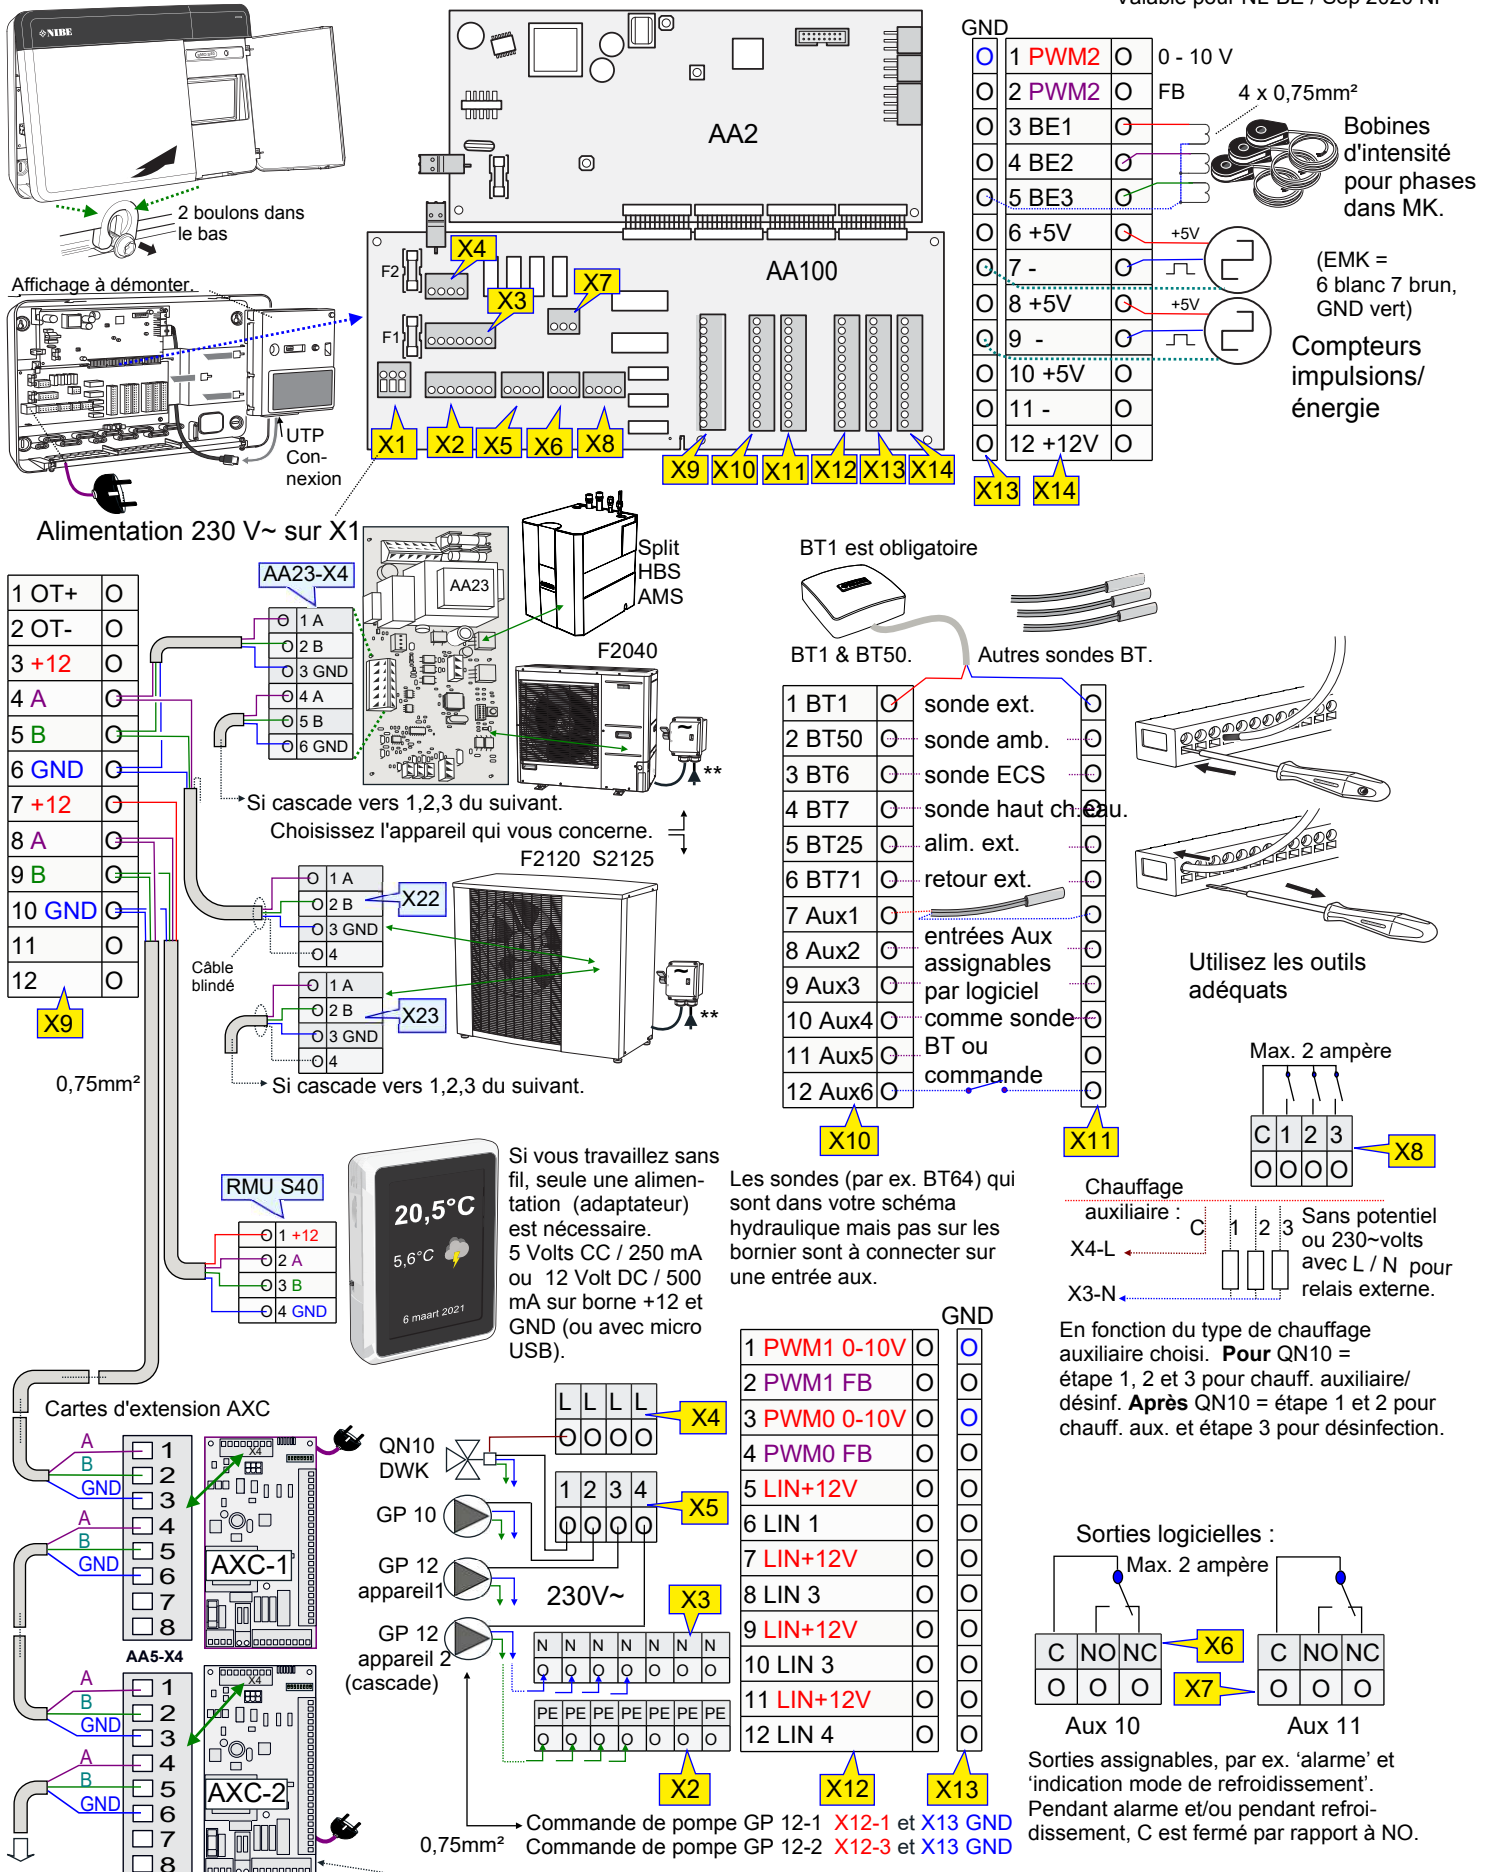 Valable pour NL-BE / Sep 2020 NF
NIBE
2 boulons dans
le bas
Affichage à démonter.
UTP
Con-
nexion
Alimentation 230 V~ sur X1
AA2
AA100
F2
F1
X4
X3
X7
X1
X2
X5
X6
X8
X9
X10
X11
X12
X13
X14
GND
1 PWM2 O 0 - 10 V
2 PWM2 O FB
3 BE1
4 BE2
5 BE3
6 +5V
7 -
8 +5V
9 -
10 +5V
11 -
12 +12V
X13
X14
4 x 0,75mm²
Bobines
d'intensité
pour phases
dans MK.
+5V
+5V
(EMK =
6 blanc 7 brun,
GND vert)
Compteurs
impulsions/
énergie
1 OT+
2 OT-
3 +12
4 A
5 B
6 GND
7 +12
8 A
9 B
10 GND
11
12
X9
0,75mm²
AA23-X4
1 A
2 B
3 GND
4 A
5 B
6 GND
AA23
Split
HBS
AMS
F2040
**
Si cascade vers 1,2,3 du suivant.
Choisissez l'appareil qui vous concerne.
F2120 S2125
1 A
2 B
3 GND
4
X22
Câble
blindé
1 A
2 B
3 GND
4
X23
**
Si cascade vers 1,2,3 du suivant.
BT1 est obligatoire
BT1 & BT50.
Autres sondes BT.
1 BT1 sonde ext.
2 BT50 sonde amb.
3 BT6 sonde ECS
4 BT7 sonde haut ch.eau.
5 BT25 alim. ext.
6 BT71 retour ext.
7 Aux1
8 Aux2
9 Aux3
10 Aux4
11 Aux5
12 Aux6
entrées Aux
assignables
par logiciel
comme sonde
BT ou
commande
X10
X11
Utilisez les outils
adéquats
Max. 2 ampère
C 1 2 3
X8
Chauffage
auxiliaire :
C 1 2 3
X4-L
X3-N
Sans potentiel
ou 230~volts
avec L / N pour
relais externe.
En fonction du type de chauffage
auxiliaire choisi. Pour QN10 =
étape 1, 2 et 3 pour chauff. auxiliaire/
désinf. Après QN10 = étape 1 et 2 pour
chauff. aux. et étape 3 pour désinfection.
RMU S40
1 +12
2 A
3 B
4 GND
20,5°C
5,6°C
6 maart 2021
Si vous travaillez sans
fil, seule une alimen-
tation (adaptateur)
est nécessaire.
5 Volts CC / 250 mA
ou 12 Volt DC / 500
mA sur borne +12 et
GND (ou avec micro
USB).
Les sondes (par ex. BT64) qui
sont dans votre schéma
hydraulique mais pas sur les
bornier sont à connecter sur
une entrée aux.
Cartes d'extension AXC
A
B
GND
A
B
GND
1
2
3
4
5
6
7
8
X4
AXC-1
AA5-X4
A
B
GND
A
B
GND
1
2
3
4
5
6
7
8
X4
AXC-2
L L L L
X4
QN10
DWK
1 2 3 4
X5
GP 10
GP 12
appareil1
230V~
GP 12
appareil 2
(cascade)
X3
N N N N N N N
PE PE PE PE PE PE PE
X2
0,75mm²
GND
1 PWM1 0-10V
2 PWM1 FB
3 PWM0 0-10V
4 PWM0 FB
5 LIN+12V
6 LIN 1
7 LIN+12V
8 LIN 3
9 LIN+12V
10 LIN 3
11 LIN+12V
12 LIN 4
X12
X13
Commande de pompe GP 12-1 X12-1 et X13 GND
Commande de pompe GP 12-2 X12-3 et X13 GND
Sorties logicielles :
Max. 2 ampère
C NO NC
X6
C NO NC
X7
Aux 10
Aux 11
Sorties assignables, par ex. ‘alarme’ et
‘indication mode de refroidissement’.
Pendant alarme et/ou pendant refroi-
dissement, C est fermé par rapport à NO.